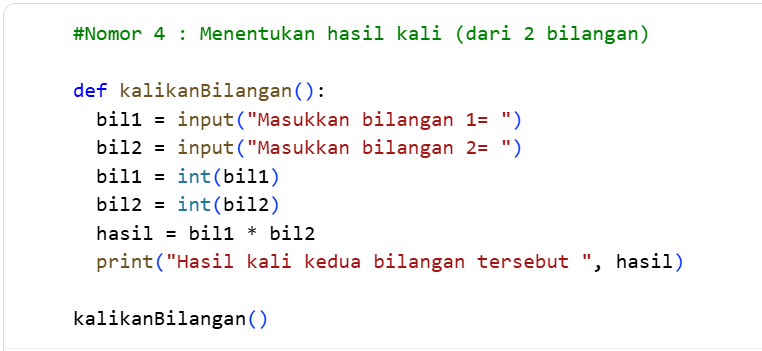 #Nomor 4 : Menentukan hasil kali (dari 2 bilangan)
def kalikanBilangan():
  bil1 = input("Masukkan bilangan 1= ")
  bil2 = input("Masukkan bilangan 2= ")
  bil1 = int(bil1)
  bil2 = int(bil2)
  hasil = bil1 * bil2
  print("Hasil kali kedua bilangan tersebut ", hasil)
kalikanBilangan()